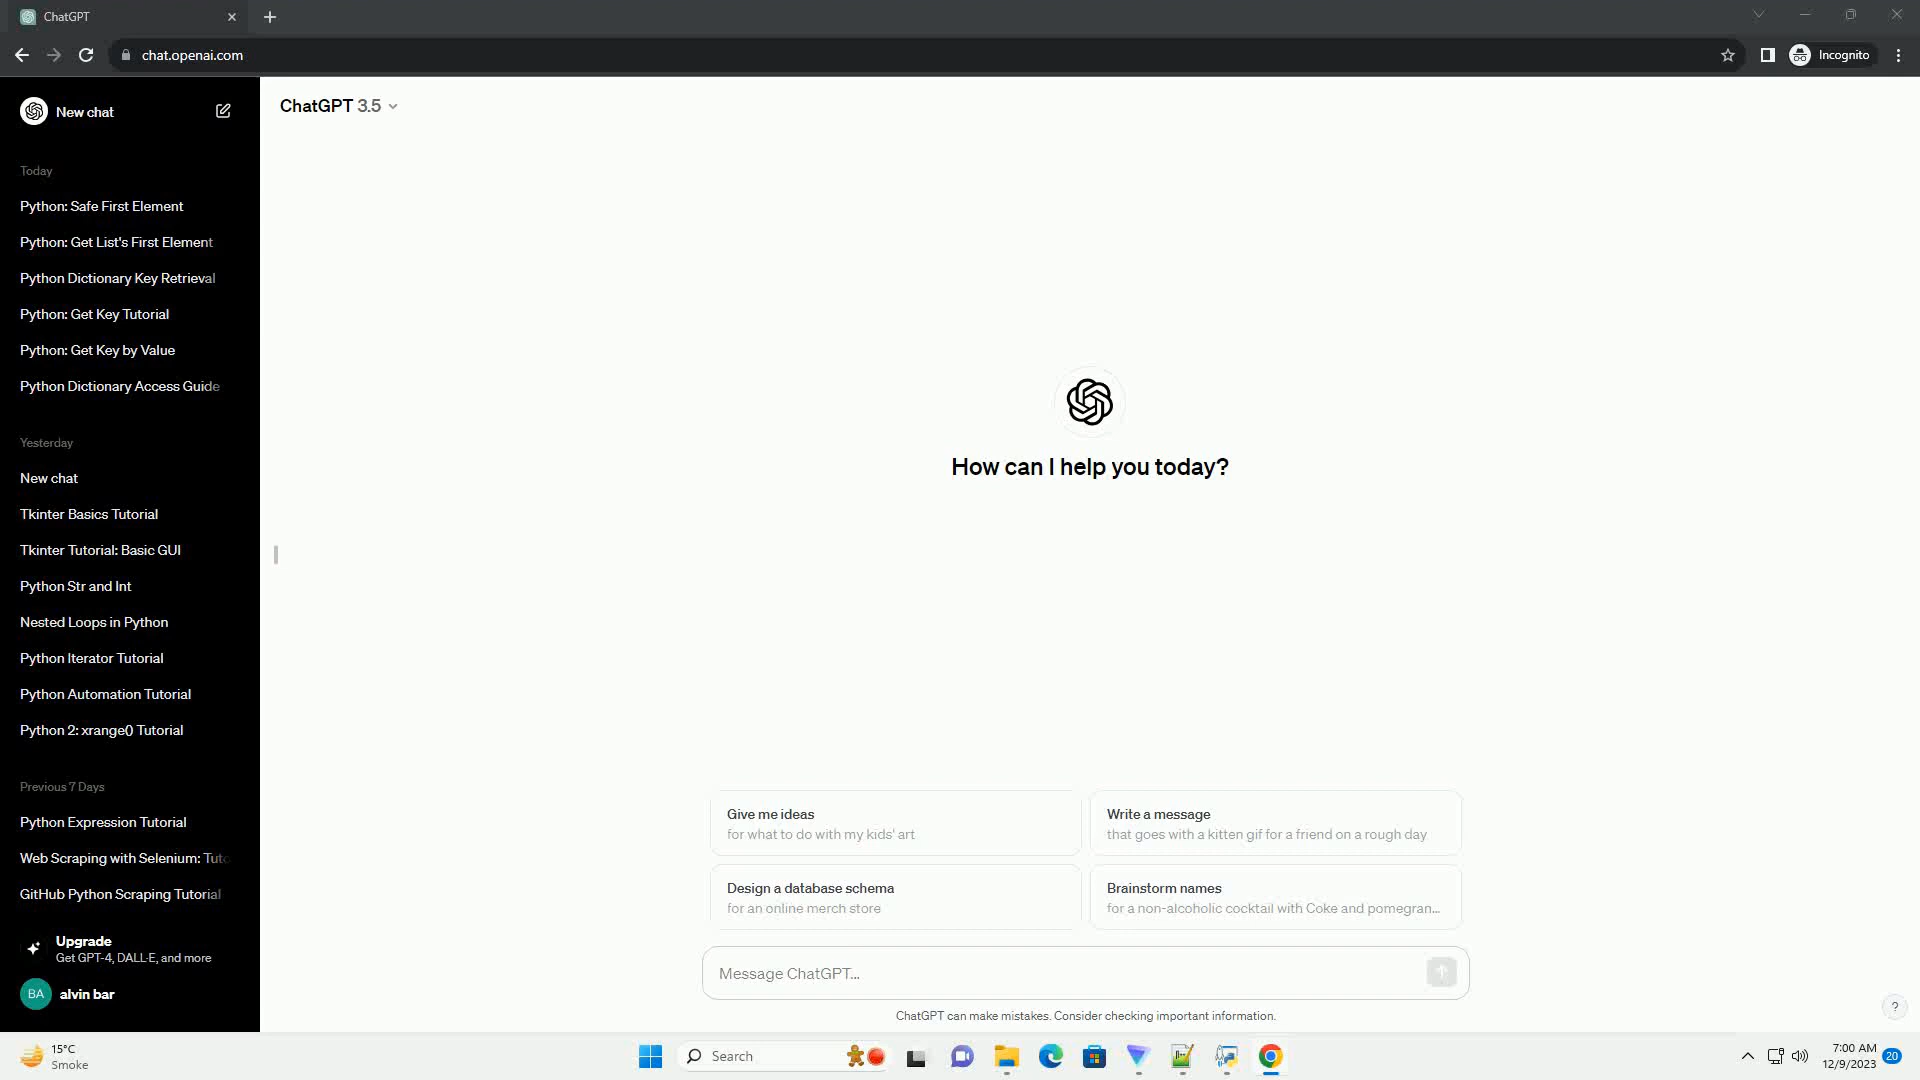 ChatGPT
chat.openai.com
Incognito
New chat
ChatGPT 3.5
Today
Python: Safe First Element
Python: Get List's First Element
Python Dictionary Key Retrieval
Python: Get Key Tutorial
Python: Get Key by Value
Python Dictionary Access Guide
Yesterday
New chat
Tkinter Basics Tutorial
Tkinter Tutorial: Basic GUI
Python Str and Int
Nested Loops in Python
Python Iterator Tutorial
Python Automation Tutorial
Python 2: xrange() Tutorial
Previous 7 Days
Python Expression Tutorial
Web Scraping with Selenium: Tuto
GitHub Python Scraping Tutorial
Upgrade
Get GPT-4, DALL·E, and more
BA
alvin bar
How can I help you today?
Give me ideas
for what to do with my kids' art
Write a message
that goes with a kitten gif for a friend on a rough day
Design a database schema
for an online merch store
Brainstorm names
for a non-alcoholic cocktail with Coke and pomegran...
Message ChatGPT...
ChatGPT can make mistakes. Consider checking important information.
?
15°C
Smoke
Search
7:00 AM
12/9/2023
20